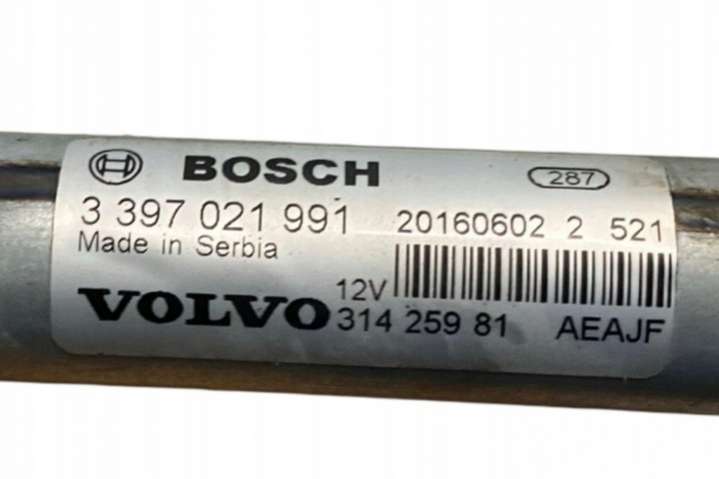 BOSCH 287
3 397 021 991 20160602 2 521
Made in Serbia
12V
VOLVO 314 259 81 AEAJF